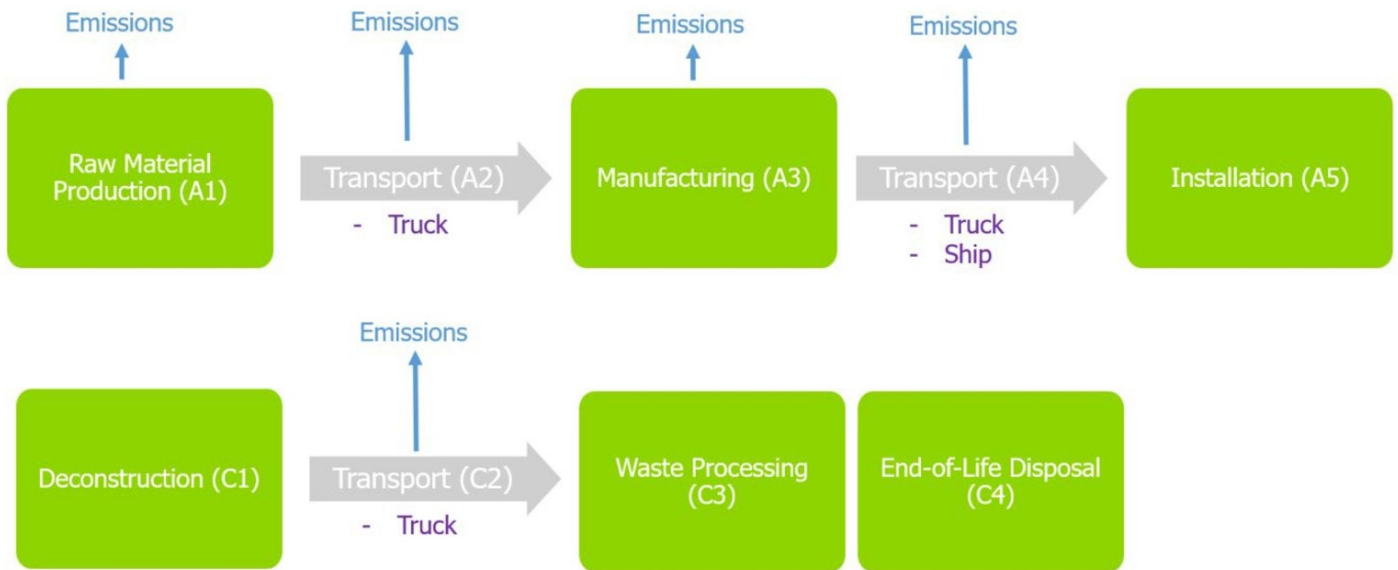 Emissions
Emissions
Emissions
Emissions
Raw Material
Production (A1)
Transport (A2)
- Truck
Manufacturing (A3)
Transport (A4)
- Truck
- Ship
Installation (A5)
Emissions
Deconstruction (C1)
Transport (C2)
- Truck
Waste Processing
(C3)
End-of-Life Disposal
(C4)